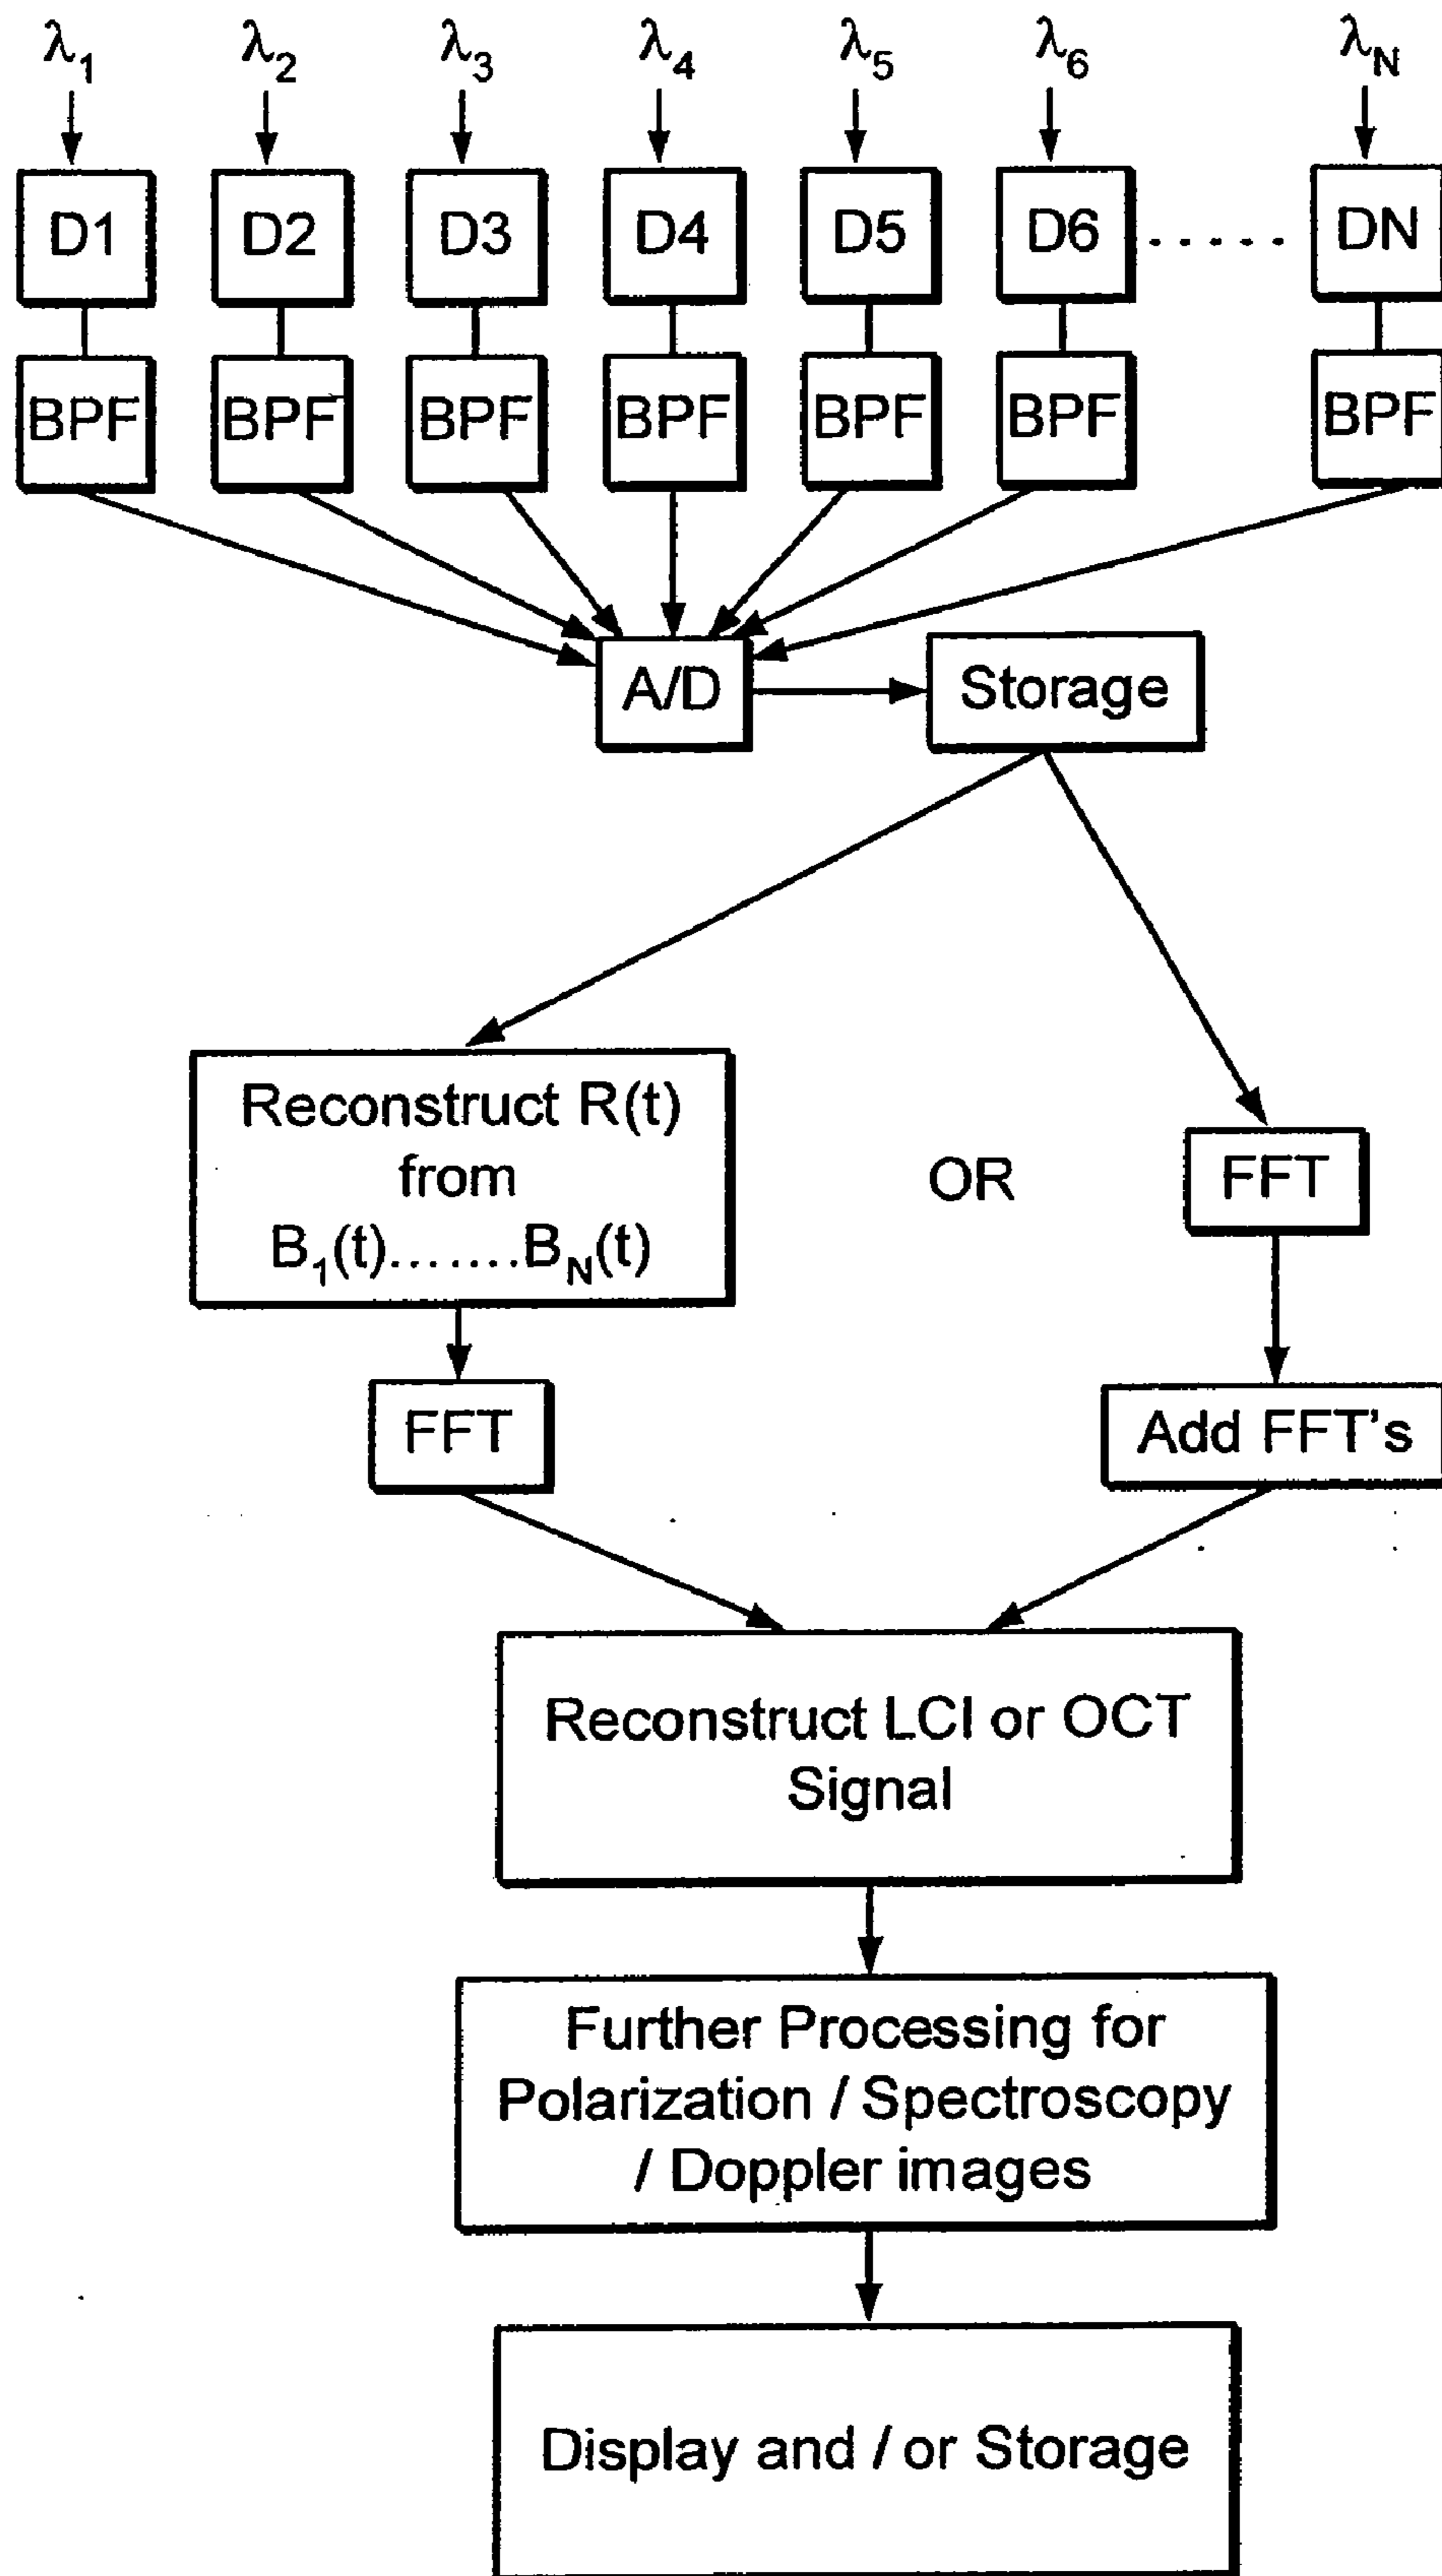 λ1 λ2 λ3 λ4 λ5 λ6 λN
D1 D2 D3 D4 D5 D6 ..... DN
BPF BPF BPF BPF BPF BPF BPF
A/D Storage
Reconstruct R(t)
from
B1(t).......BN(t)
OR
FFT
FFT
Add FFT's
Reconstruct LCI or OCT
Signal
Further Processing for
Polarization / Spectroscopy
/ Doppler images
Display and / or Storage